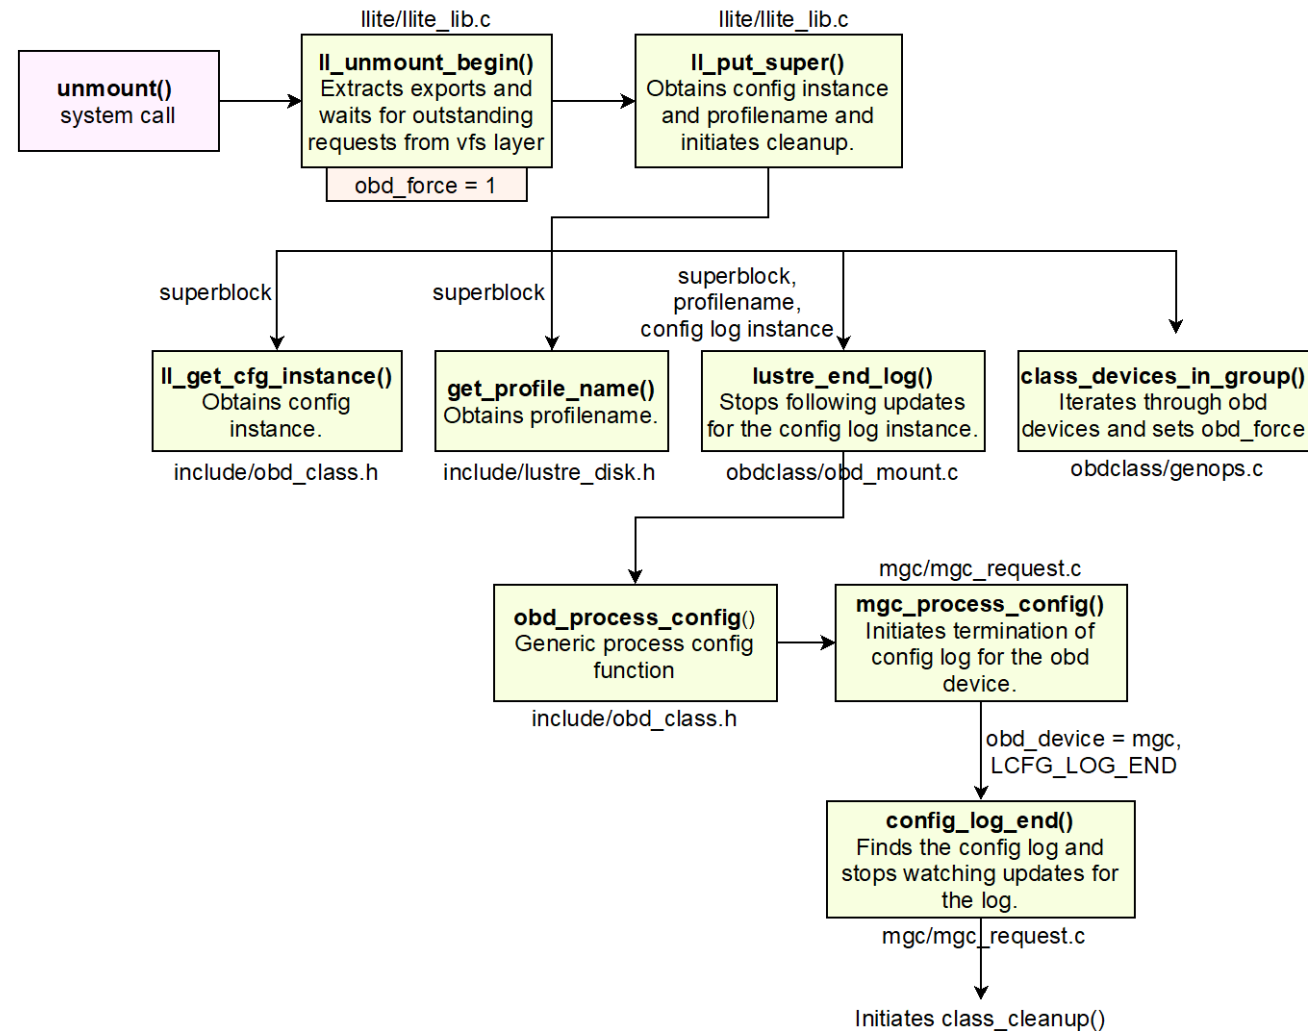 llite/llite_lib.c
llite/llite_lib.c
unmount()
system call
ll_unmount_begin()
Extracts exports and
waits for outstanding
requests from vfs layer
obd_force = 1
ll_put_super()
Obtains config instance
and profilename and
initiates cleanup.
superblock
superblock
superblock,
profilename,
config log instance
ll_get_cfg_instance()
Obtains config
instance.
include/obd_class.h
get_profile_name()
Obtains profilename.
include/lustre_disk.h
lustre_end_log()
Stops following updates
for the config log instance.
obdclass/obd_mount.c
class_devices_in_group()
Iterates through obd
devices and sets obd_force
obdclass/genops.c
obd_process_config()
Generic process config
function
include/obd_class.h
mgc/mgc_request.c
mgc_process_config()
Initiates termination of
config log for the obd
device.
obd_device = mgc,
LCFG_LOG_END
config_log_end()
Finds the config log and
stops watching updates for
the log.
mgc/mgc_request.c
Initiates class_cleanup()